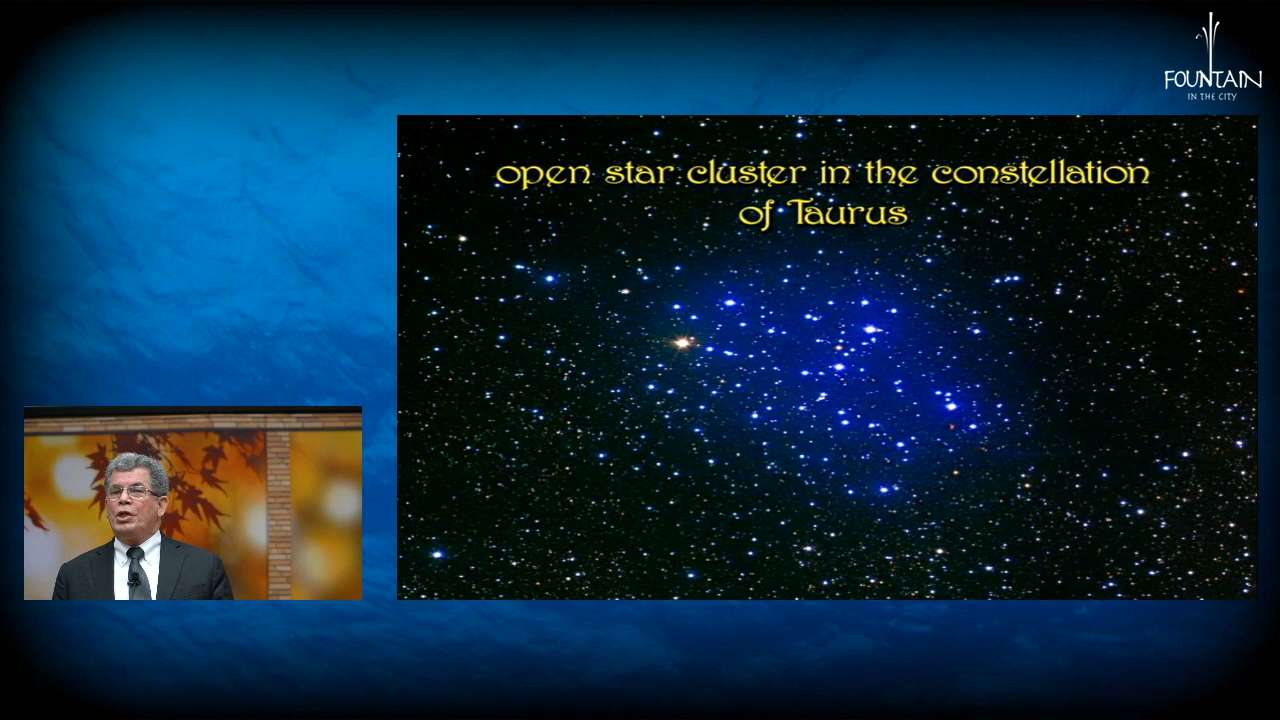 FOUNTAIN
IN THE CITY
open star cluster in the constellation
of Taurus